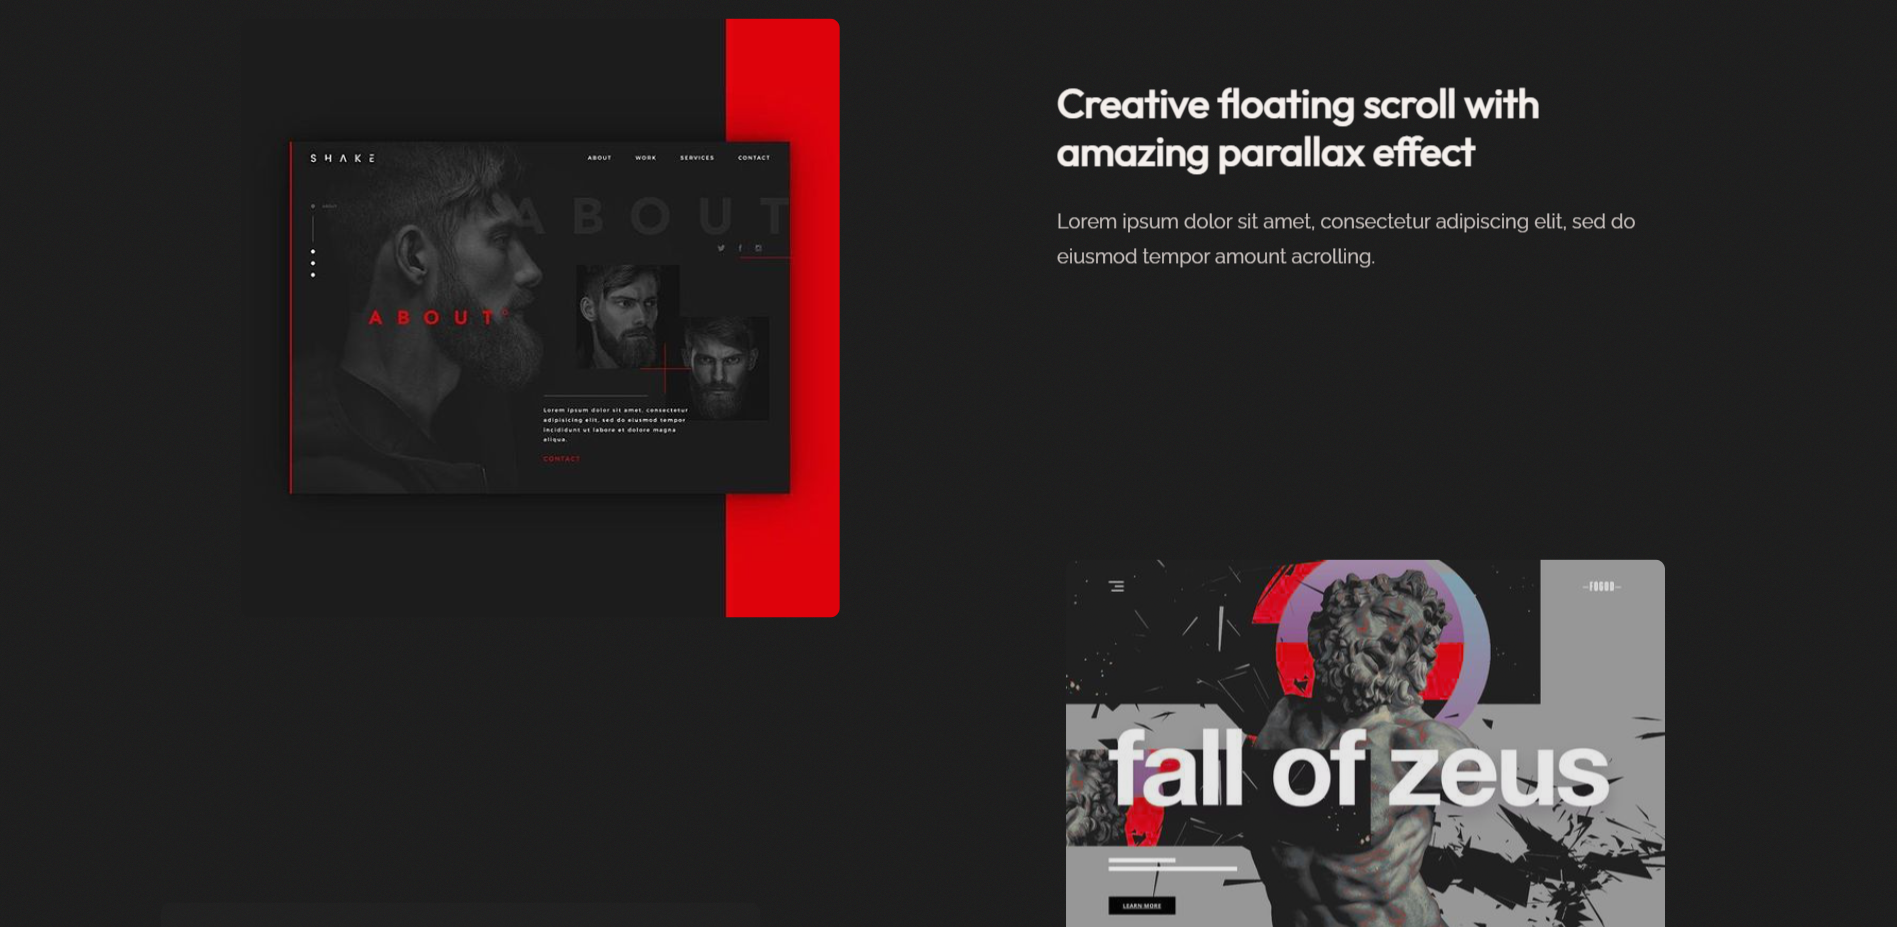 SHAKE
ABOUT WORK SERVICES CONTACT
ABOUT
ABOUT
ABOUT
Lorem ipsum dolor sit amet, consectetur
adipisicing elit, sed do eiusmod tempor
incididunt ut labore et dolore magna
aliqua.
CONTACT
Creative floating scroll with
amazing parallax effect
Lorem ipsum dolor sit amet, consectetur adipiscing elit, sed do
eiusmod tempor amount acrolling.
fall of zeus
LEARN MORE